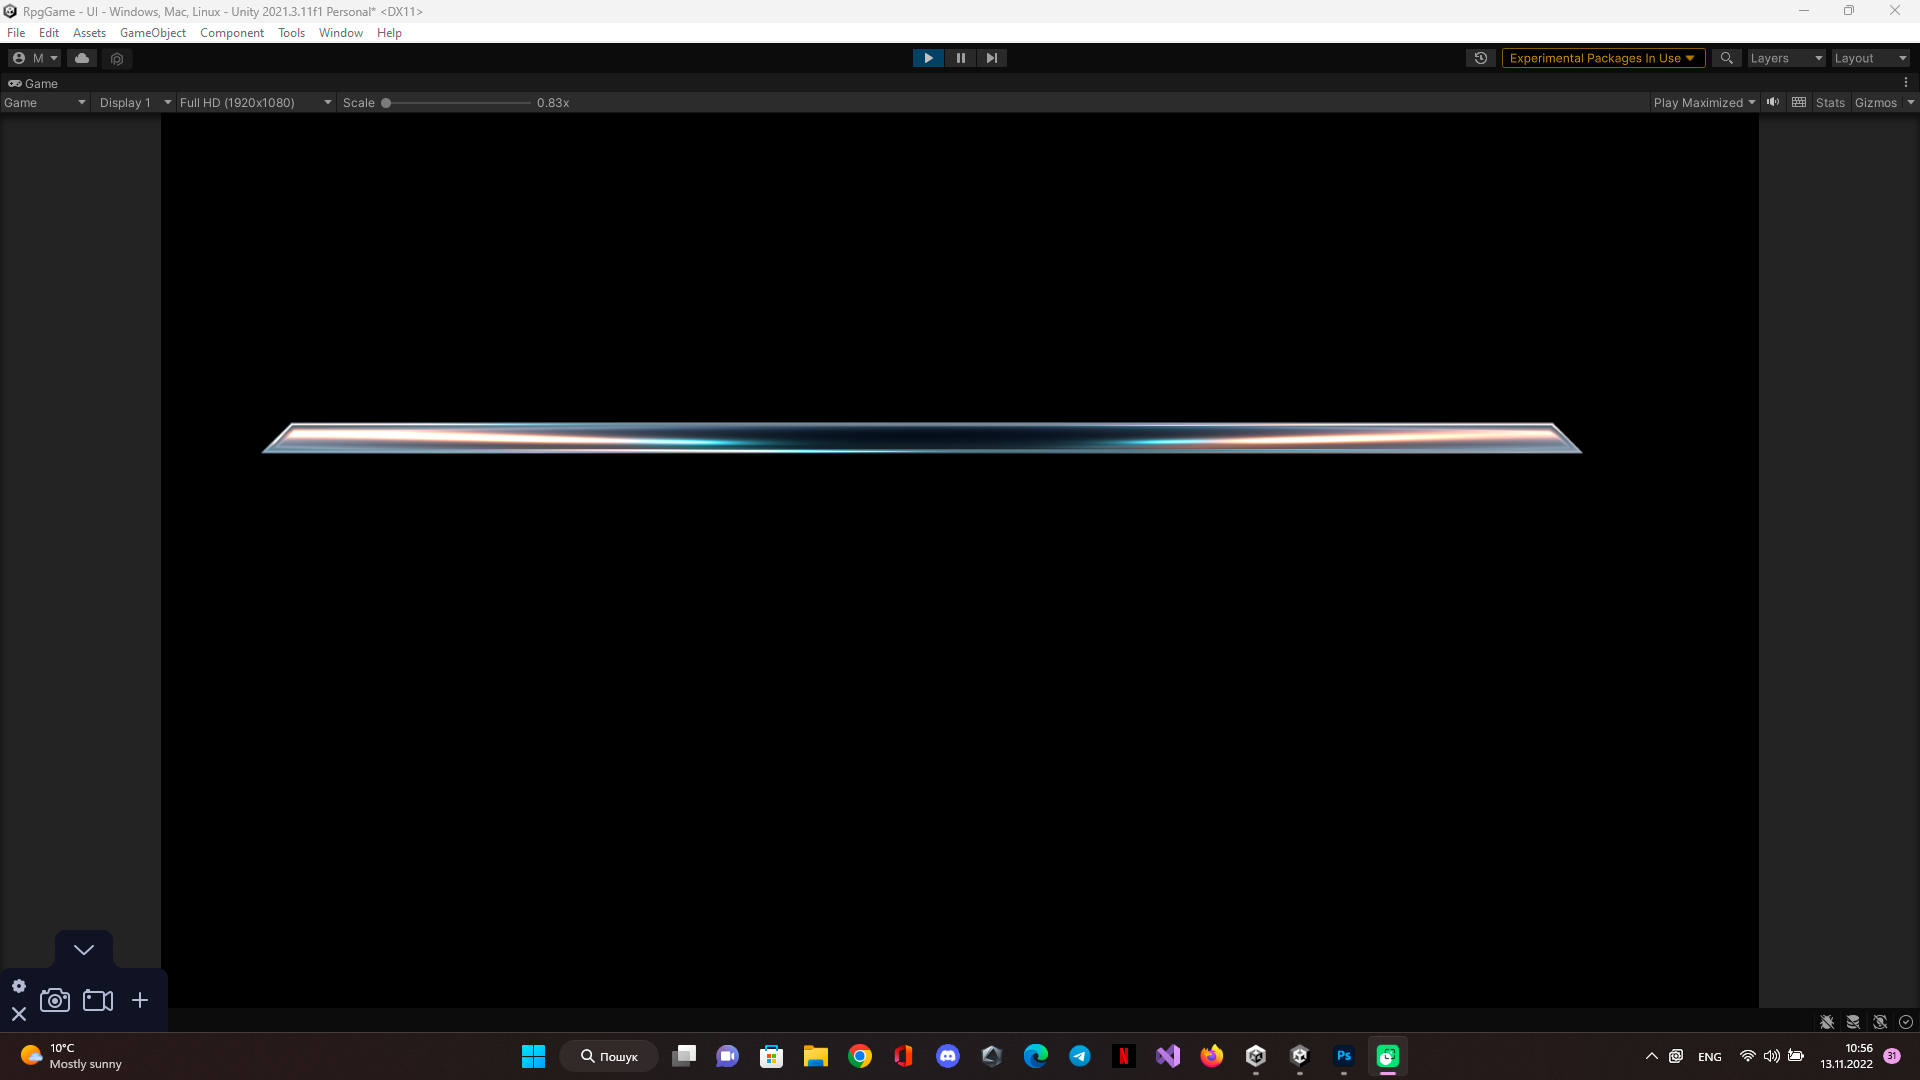 RpgGame - UI - Windows, Mac, Linux - Unity 2021.3.11f1 Personal* <DX11>
File Edit Assets GameObject Component Tools Window Help
M Experimental Packages In Use Layers Layout
Game
Game Display 1 Full HD (1920x1080) Scale 0.83x Play Maximized Stats Gizmos
10°C
Mostly sunny
Пошук
N
Ps
ENG
10:56
13.11.2022
31